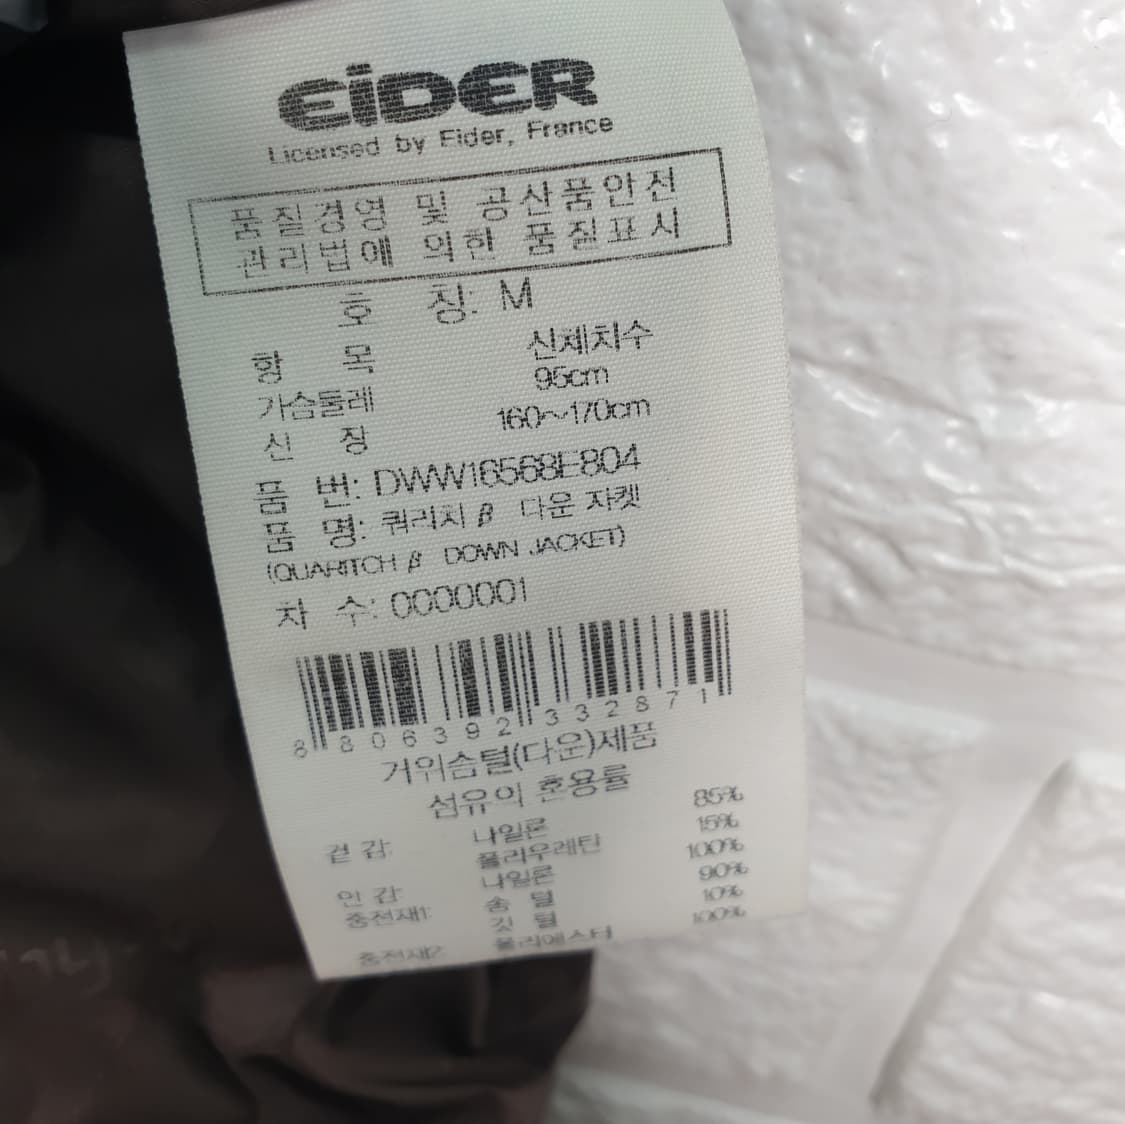 EiDER
Licensed by Eider, France
품질경영 및 공산품안전
관리법에 의한 품질표시
호 칭: M
항 목 신체치수
가슴둘레 95cm
신 장 160~170cm
품 번: DWW16568E804
품 명: 쿼리치 β 다운 자켓
(QUARITCH β DOWN JACKET)
차 수: 0000001
8 806392 332871
거위솜털(다운)제품
섬유의 혼용률
겉 감: 나일론 85%
폴리우레탄 15%
안 감: 나일론 100%
충전재1: 솜 털 90%
깃 털 10%
충전재2: 폴리에스터 100%